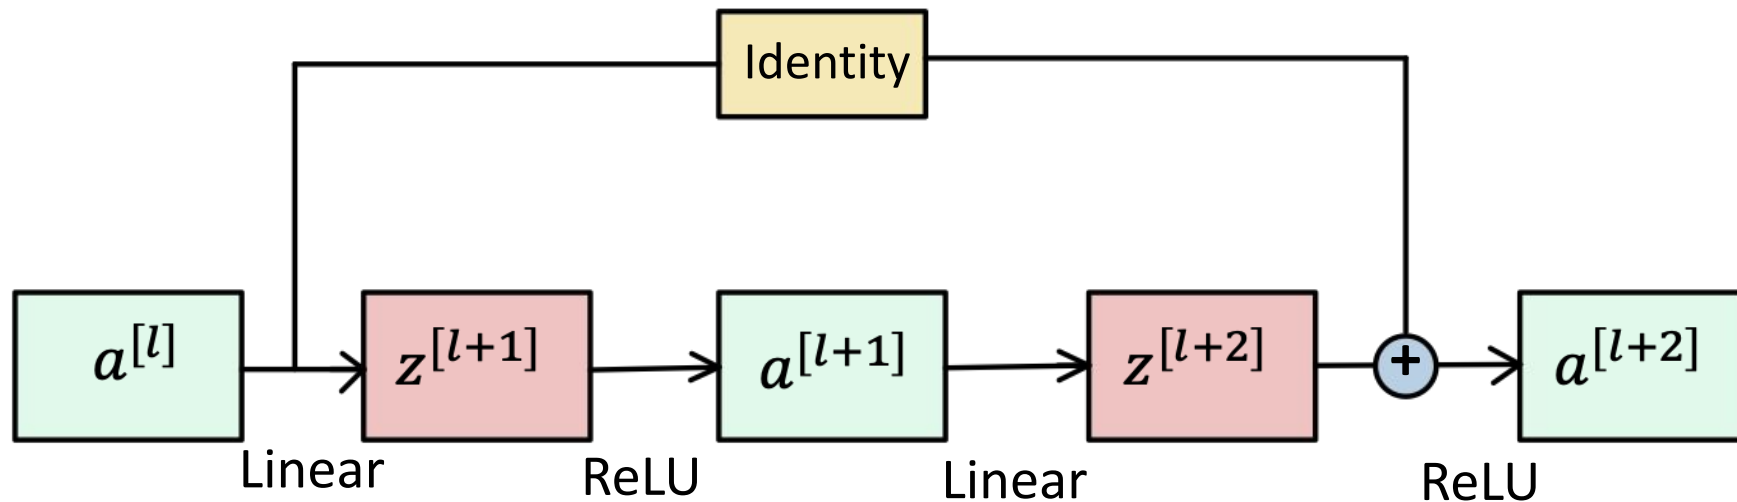 Identity
a^[l]
z^[l+1]
a^[l+1]
z^[l+2]
+
a^[l+2]
Linear
ReLU
Linear
ReLU